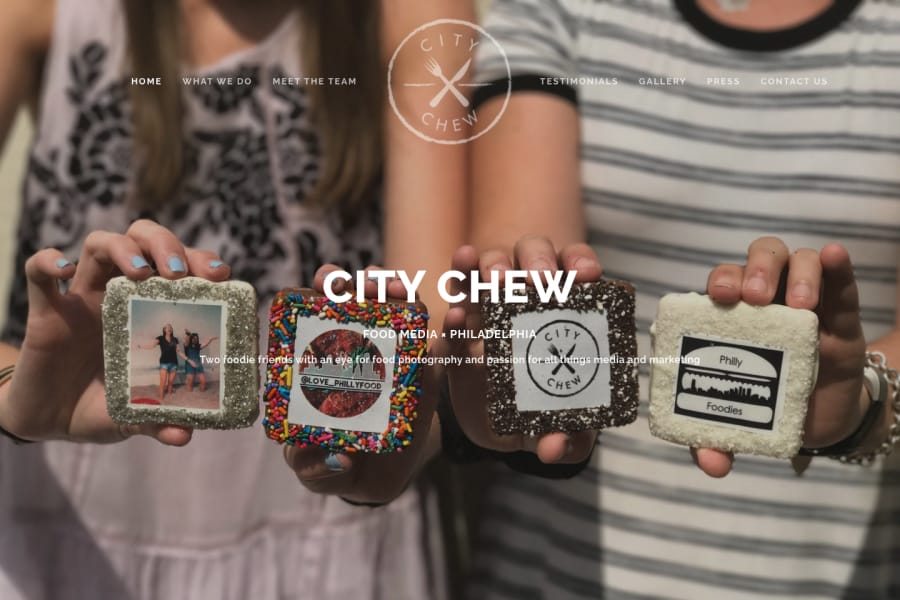 HOME
WHAT WE DO
MEET THE TEAM
CITY
CHEW
TESTIMONIALS
GALLERY
PRESS
CONTACT US
CITY CHEW
FOOD MEDIA × PHILADELPHIA
Two foodie friends with an eye for food photography and passion for all things media and marketing
@LOVE_PHILLYFOOD
CITY
CHEW
Philly
Foodies